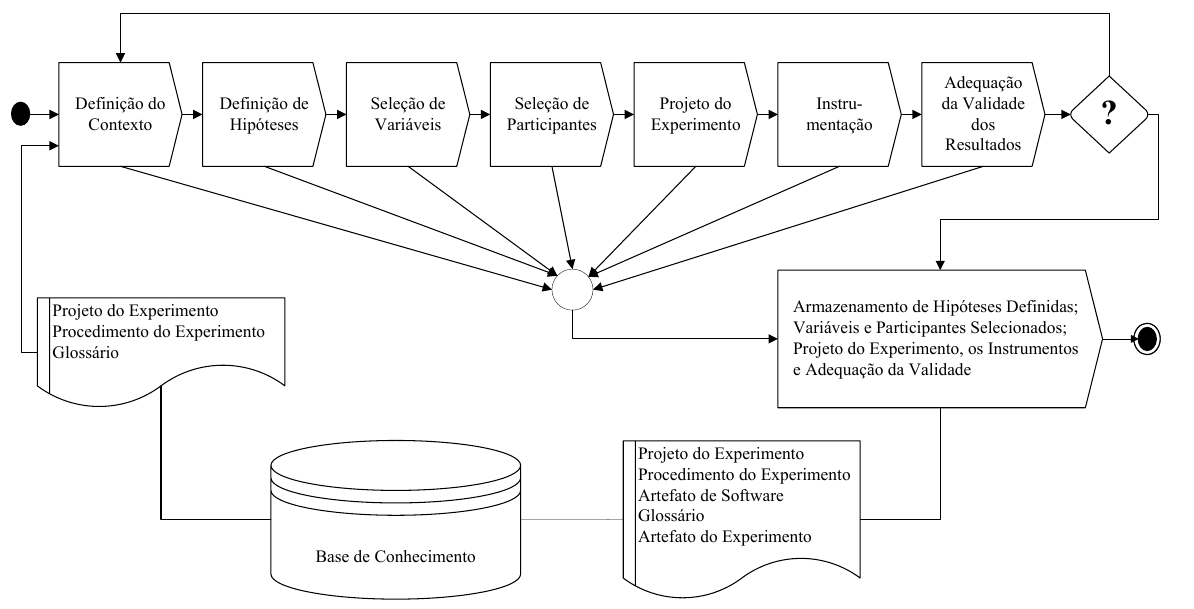 Definição do
Contexto
Definição de
Hipóteses
Seleção de
Variáveis
Seleção de
Participantes
Projeto do
Experimento
Instru-
mentação
Adequação
da Validade
dos
Resultados
?
Projeto do Experimento
Procedimento do Experimento
Glossário
Armazenamento de Hipóteses Definidas;
Variáveis e Participantes Selecionados;
Projeto do Experimento, os Instrumentos
e Adequação da Validade
Base de Conhecimento
Projeto do Experimento
Procedimento do Experimento
Artefato de Software
Glossário
Artefato do Experimento